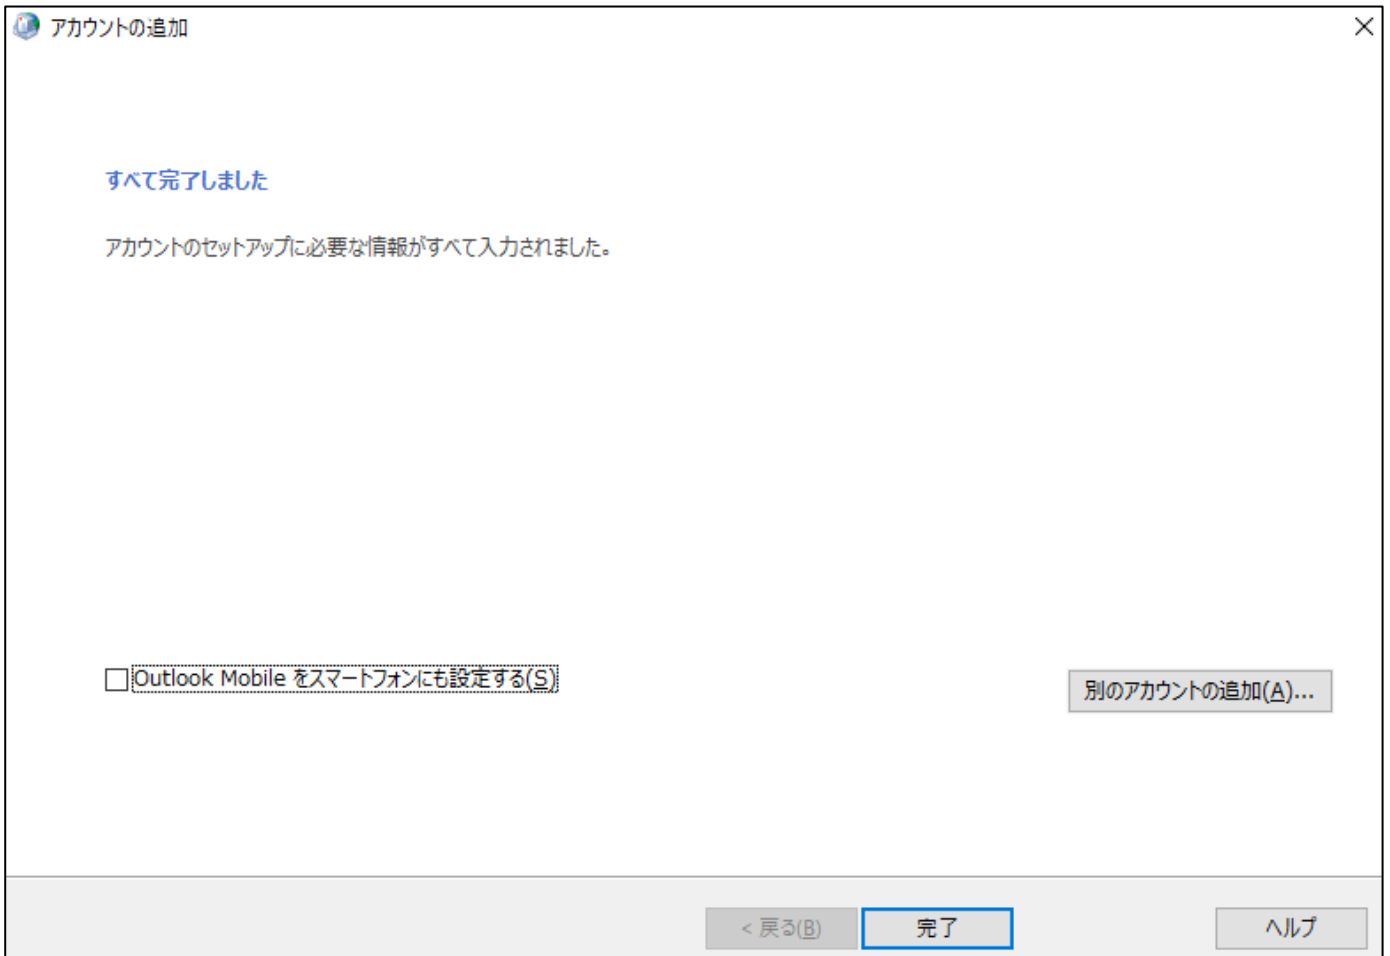 アカウントの追加
すべて完了しました
アカウントのセットアップに必要な情報がすべて入力されました。
Outlook Mobile をスマートフォンにも設定する(S)
別のアカウントの追加(A)...
< 戻る(B)
完了
ヘルプ